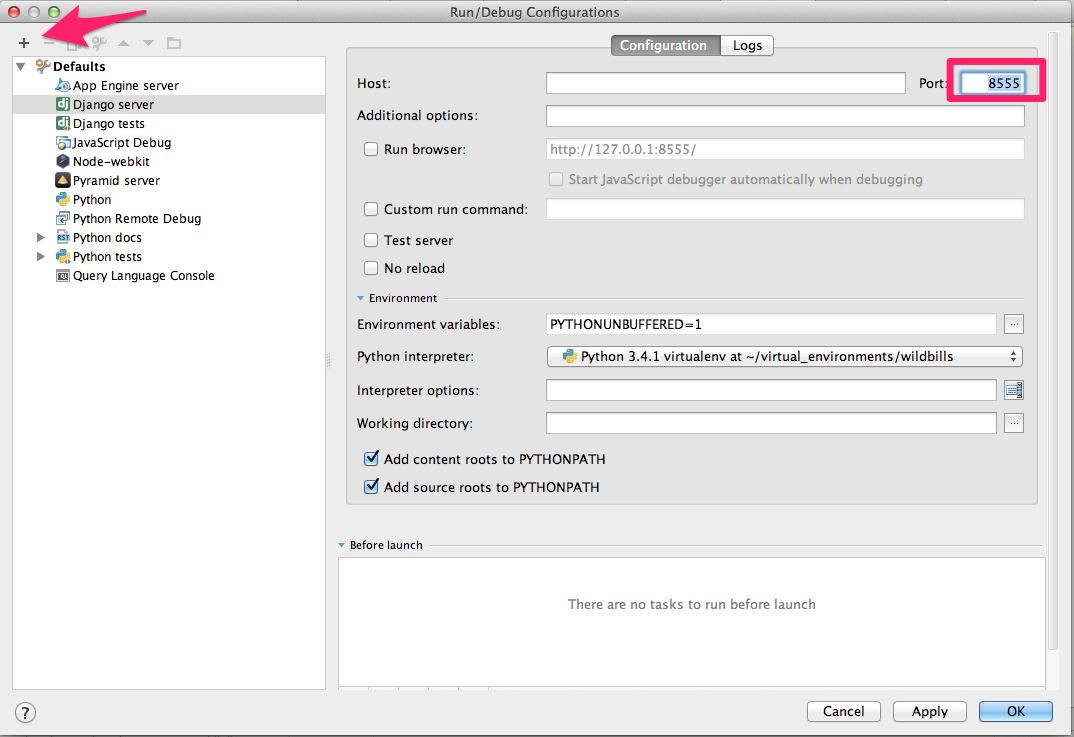 Run/Debug Configurations
Configuration Logs
Defaults
App Engine server
Django server
Django tests
JavaScript Debug
Node-webkit
Pyramid server
Python
Python Remote Debug
Python docs
Python tests
Query Language Console
Host: Port: 8555
Additional options:
Run browser: http://127.0.0.1:8555/
Start JavaScript debugger automatically when debugging
Custom run command:
Test server
No reload
Environment
Environment variables: PYTHONUNBUFFERED=1 ...
Python interpreter: Python 3.4.1 virtualenv at ~/virtual_environments/wildbills
Interpreter options:
Working directory: ...
Add content roots to PYTHONPATH
Add source roots to PYTHONPATH
Before launch
There are no tasks to run before launch
? Cancel Apply OK